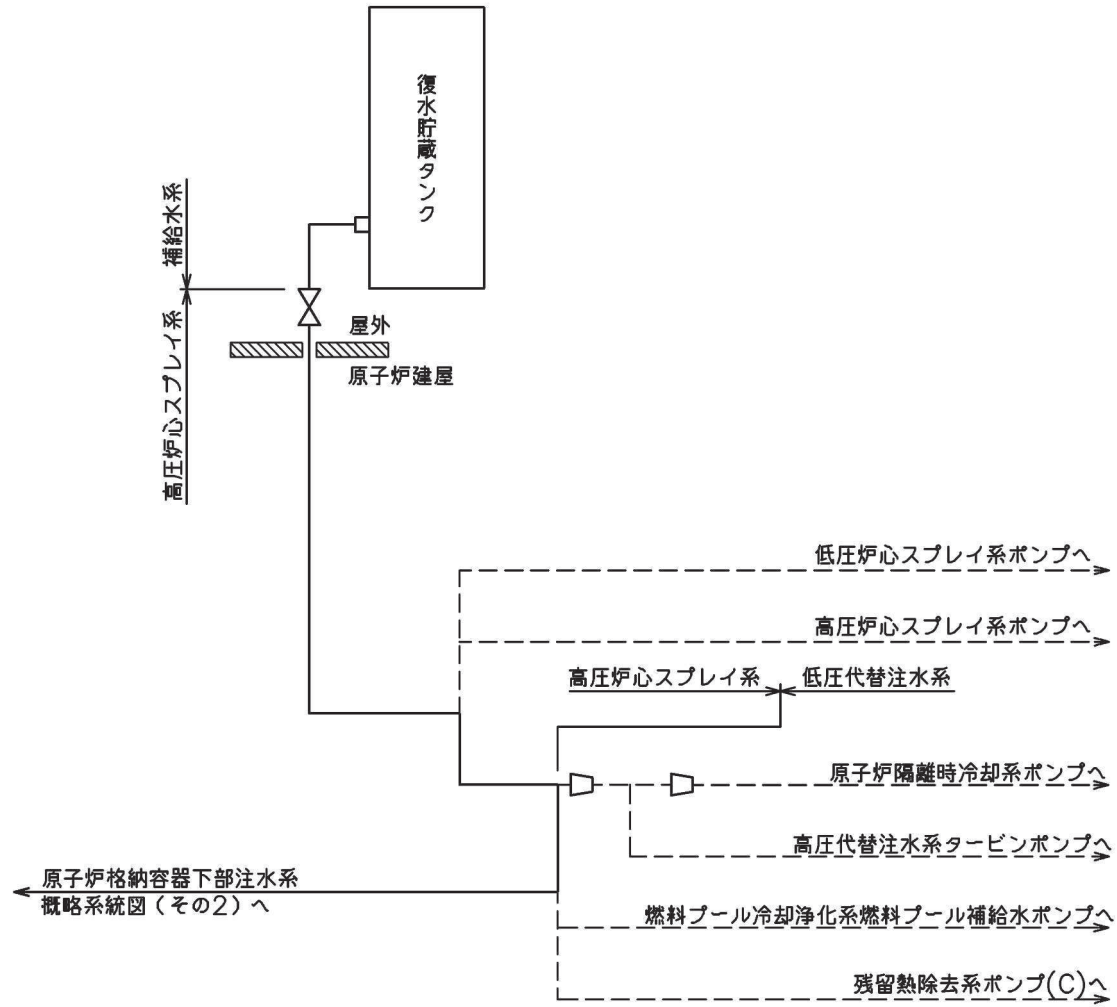 復水貯蔵タンク
補給水系
高圧炉心スプレイ系
屋外
原子炉建屋
低圧炉心スプレイ系ポンプへ
高圧炉心スプレイ系ポンプへ
高圧炉心スプレイ系
低圧代替注水系
原子炉隔離時冷却系ポンプへ
高圧代替注水系タービンポンプへ
原子炉格納容器下部注水系
概略系統図（その2）へ
燃料プール冷却浄化系燃料プール補給水ポンプへ
残留熱除去系ポンプ(C)へ